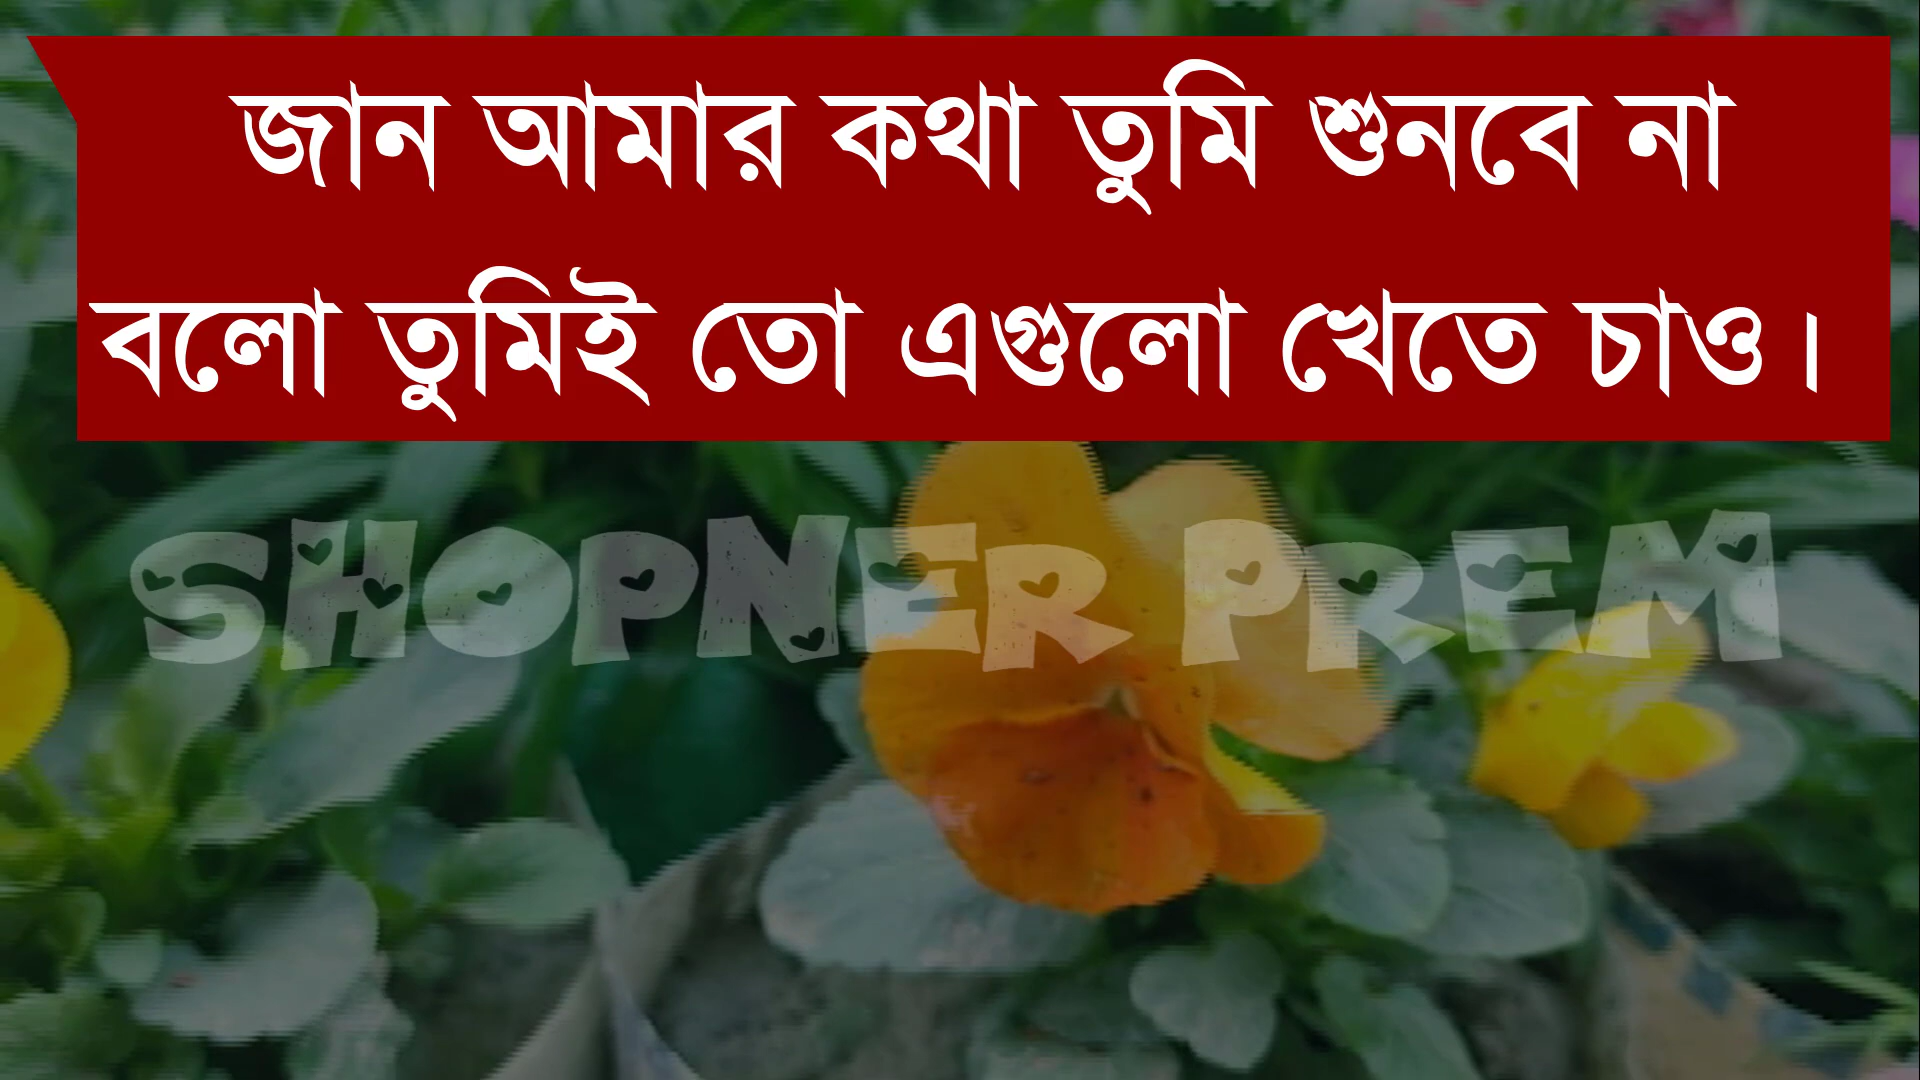 জান আমার কথা তুমি শুনবে না
বলো তুমিই তো এগুলো খেতে চাও।
SHOPNER PREM